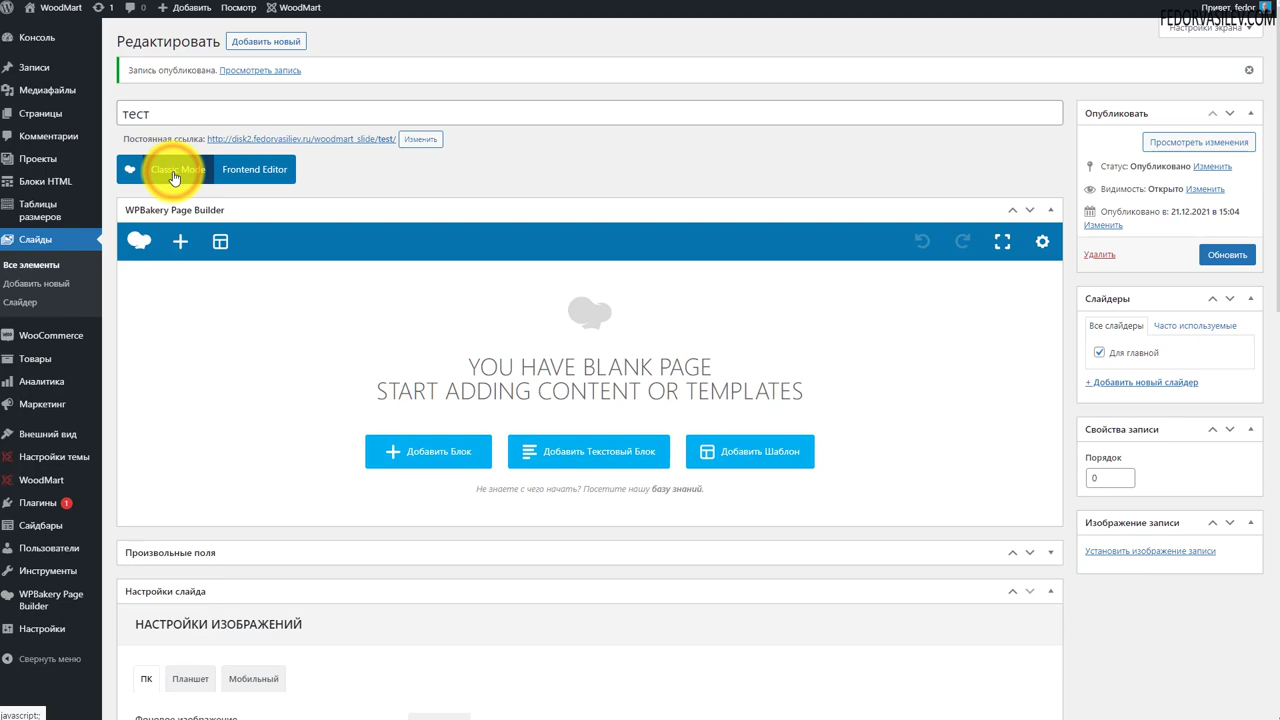 WoodMart
1
0
Добавить
Посмотр
WoodMart
Привет, fedor
FEDORVASILEV.COM
Настройки экрана
Консоль
Записи
Медиафайлы
Страницы
Комментарии
Проекты
Блоки HTML
Таблицы
размеров
Слайды
Все элементы
Добавить новый
Слайдер
WooCommerce
Товары
Аналитика
Маркетинг
Внешний вид
Настройки темы
WoodMart
Плагины 1
Сайдбары
Пользователи
Инструменты
WPBakery Page
Builder
Настройки
Свернуть меню
javascript:;
Редактировать
Добавить новый
Запись опубликована. Просмотреть запись
тест
Постоянная ссылка: http://disk2.fedorvasiliev.ru/woodmart_slide/test/ Изменить
Classic Mode
Frontend Editor
WPBakery Page Builder
YOU HAVE BLANK PAGE
START ADDING CONTENT OR TEMPLATES
Добавить Блок
Добавить Текстовый Блок
Добавить Шаблон
Не знаете с чего начать? Посетите нашу базу знаний.
Произвольные поля
Настройки слайда
НАСТРОЙКИ ИЗОБРАЖЕНИЙ
ПК
Планшет
Мобильный
Фоновое изображение
Опубликовать
Просмотреть изменения
Статус: Опубликовано Изменить
Видимость: Открыто Изменить
Опубликовано в: 21.12.2021 в 15:04
Изменить
Удалить
Обновить
Слайдеры
Все слайдеры
Часто используемые
Для главной
+ Добавить новый слайдер
Свойства записи
Порядок
0
Изображение записи
Установить изображение записи